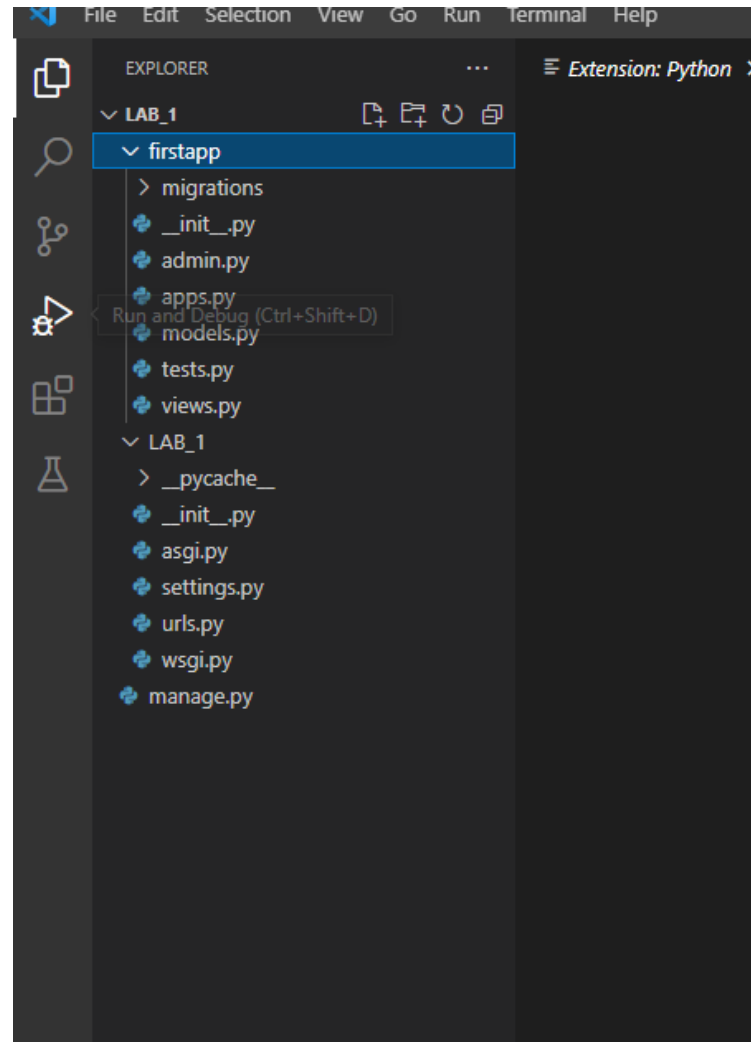 File Edit Selection View Go Run Terminal Help
EXPLORER ...
Extension: Python
LAB_1
firstapp
migrations
__init__.py
admin.py
apps.py
Run and Debug (Ctrl+Shift+D)
models.py
tests.py
views.py
LAB_1
__pycache__
__init__.py
asgi.py
settings.py
urls.py
wsgi.py
manage.py